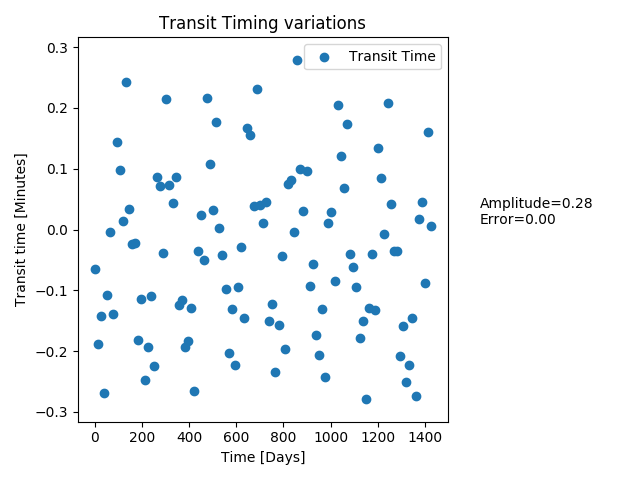 Transit Timing variations
Transit Time
Transit time [Minutes]
0.3
0.2
0.1
0.0
−0.1
−0.2
−0.3
0 200 400 600 800 1000 1200 1400
Time [Days]
Amplitude=0.28
Error=0.00